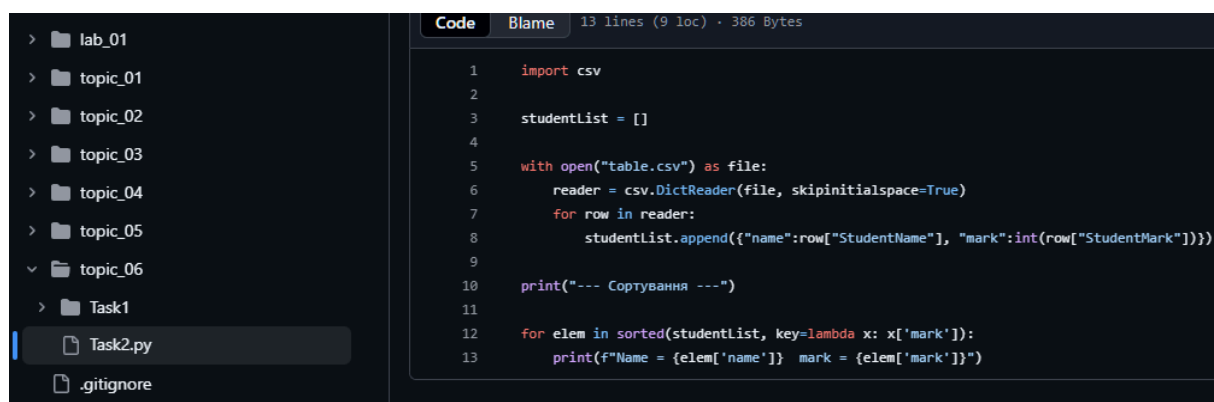 lab_01
topic_01
topic_02
topic_03
topic_04
topic_05
topic_06
Task1
Task2.py
.gitignore
Code Blame 13 lines (9 loc) · 386 Bytes
1 import csv
2
3 studentList = []
4
5 with open("table.csv") as file:
6 reader = csv.DictReader(file, skipinitialspace=True)
7 for row in reader:
8 studentList.append({"name":row["StudentName"], "mark":int(row["StudentMark"])})
9
10 print("--- Сортування ---")
11
12 for elem in sorted(studentList, key=lambda x: x['mark']):
13 print(f"Name = {elem['name']} mark = {elem['mark']}")